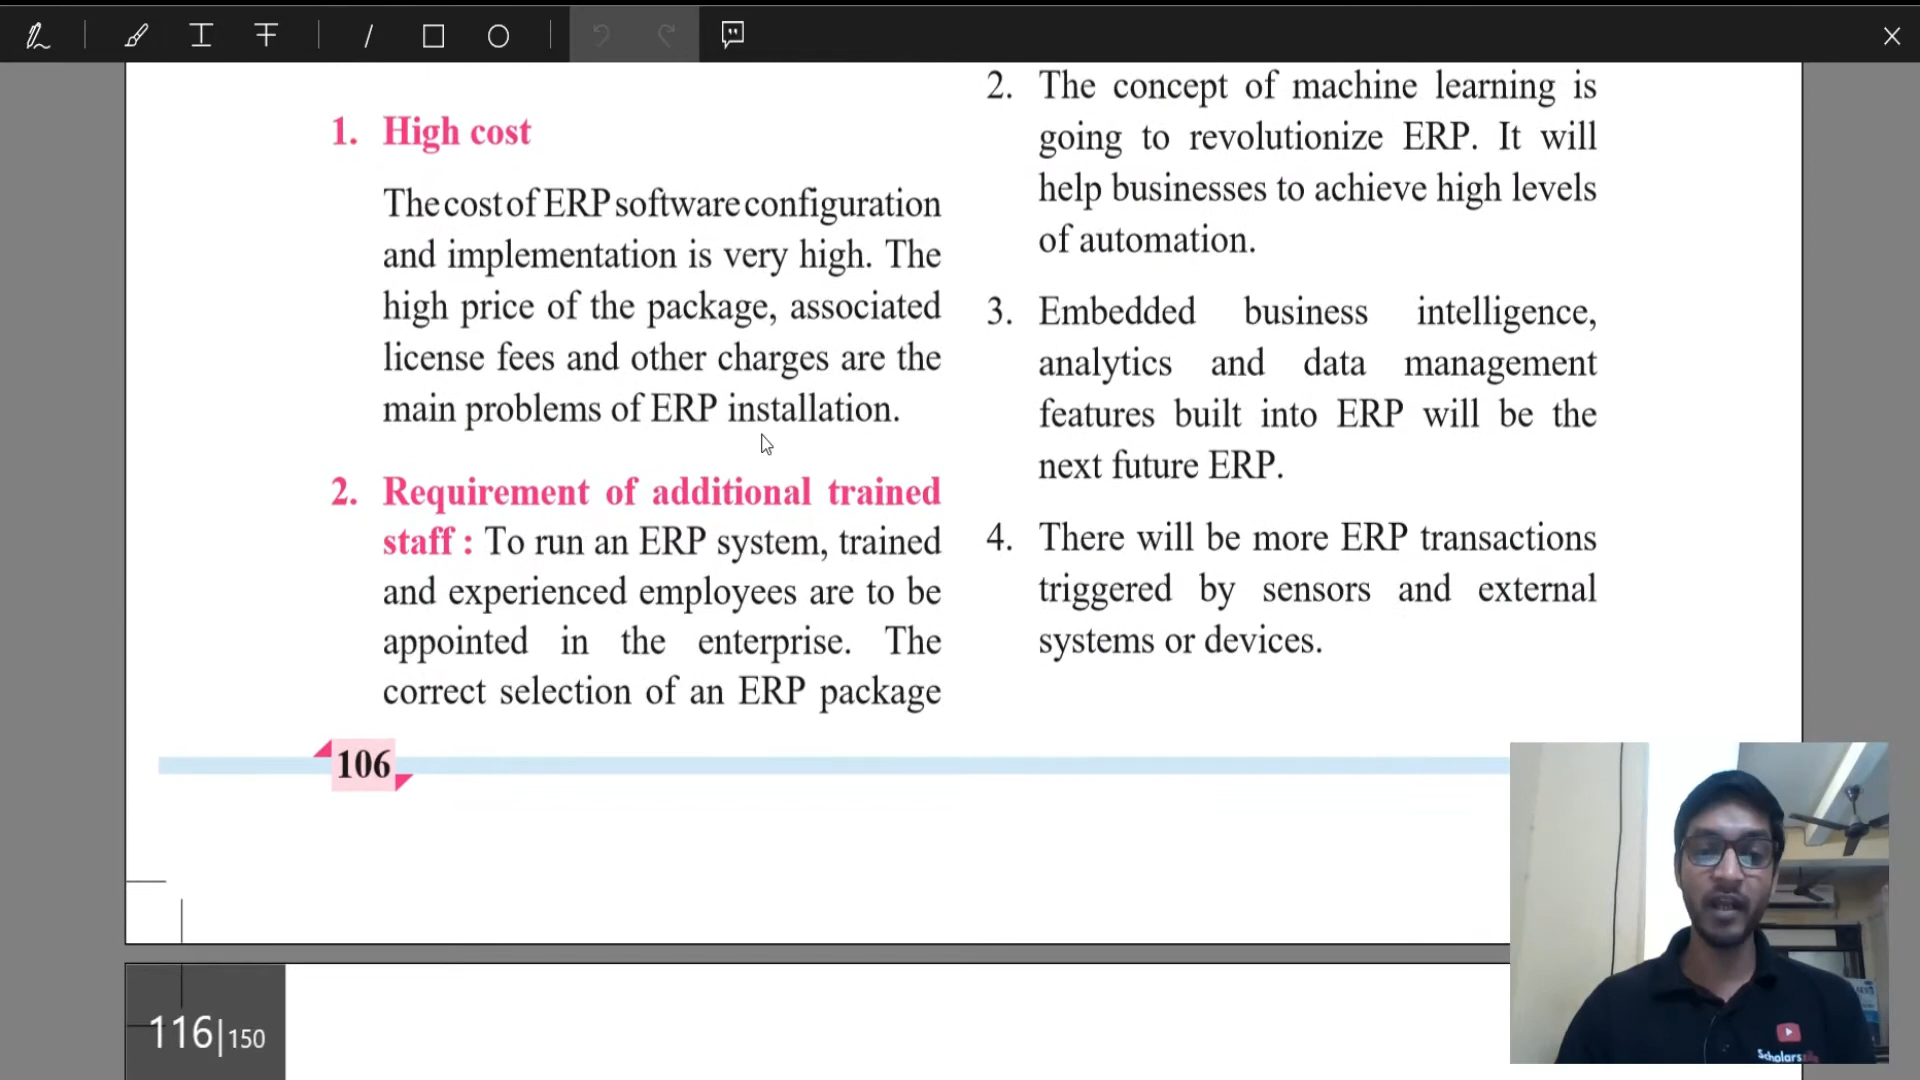 1. High cost
The cost of ERP software configuration
and implementation is very high. The
high price of the package, associated
license fees and other charges are the
main problems of ERP installation.
2. Requirement of additional trained
staff : To run an ERP system, trained
and experienced employees are to be
appointed in the enterprise. The
correct selection of an ERP package
2. The concept of machine learning is
going to revolutionize ERP. It will
help businesses to achieve high levels
of automation.
3. Embedded business intelligence,
analytics and data management
features built into ERP will be the
next future ERP.
4. There will be more ERP transactions
triggered by sensors and external
systems or devices.
106
116|150